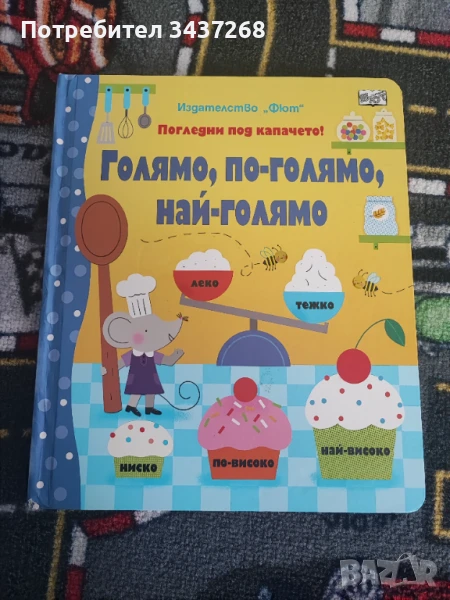 Потребител 3437268
Издателство „Фют“
Погледни под капачето!
Голямо, по-голямо,
най-голямо
леко
тежко
ниско
по-високо
най-високо
BAZAR